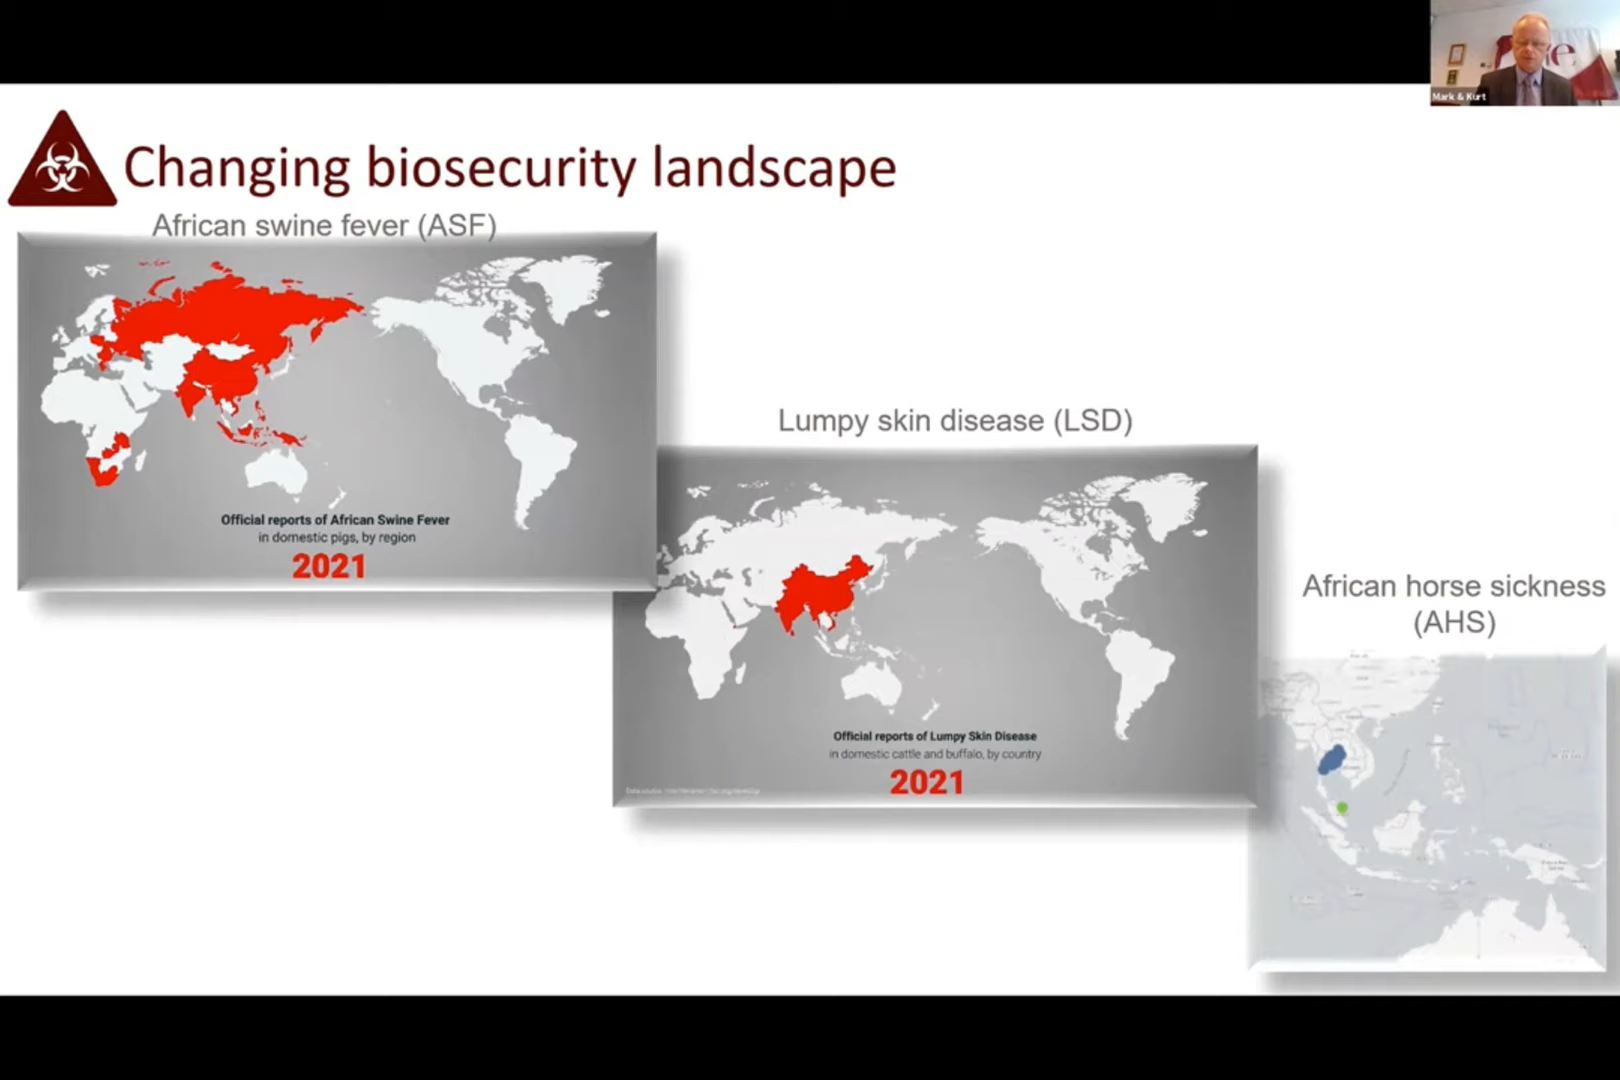 Mark & Kurt
Changing biosecurity landscape
African swine fever (ASF)
Official reports of African Swine Fever
in domestic pigs, by region
2021
Lumpy skin disease (LSD)
Official reports of Lumpy Skin Disease
in domestic cattle and buffalo, by country
2021
African horse sickness
(AHS)